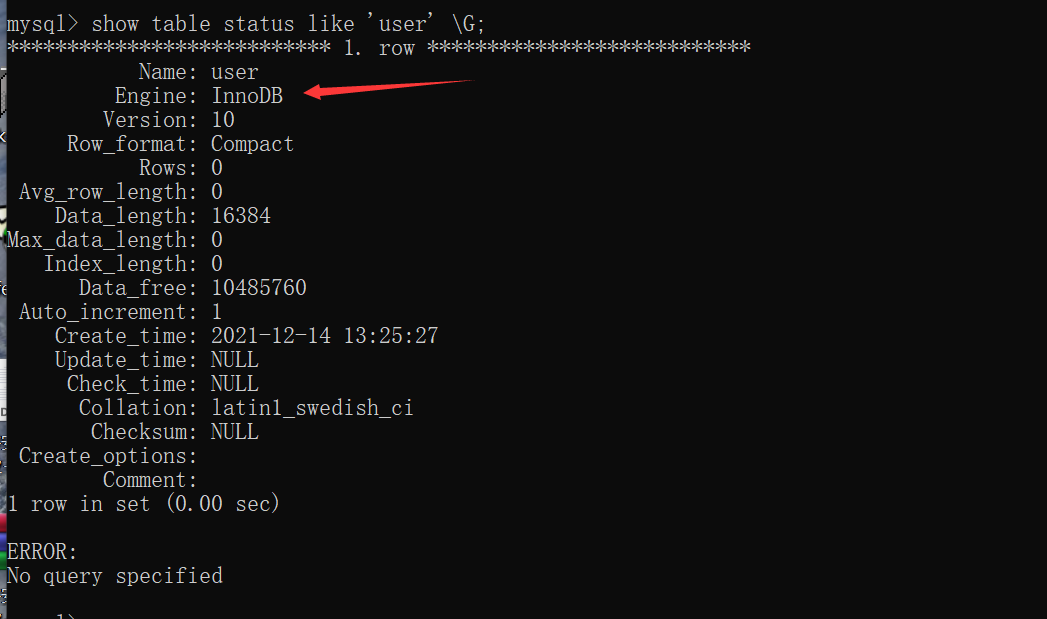 mysql> show table status like 'user' \G;
*************************** 1. row ***************************
Name: user
Engine: InnoDB
Version: 10
Row_format: Compact
Rows: 0
Avg_row_length: 0
Data_length: 16384
Max_data_length: 0
Index_length: 0
Data_free: 10485760
Auto_increment: 1
Create_time: 2021-12-14 13:25:27
Update_time: NULL
Check_time: NULL
Collation: latin1_swedish_ci
Checksum: NULL
Create_options:
Comment:
1 row in set (0.00 sec)
ERROR:
No query specified